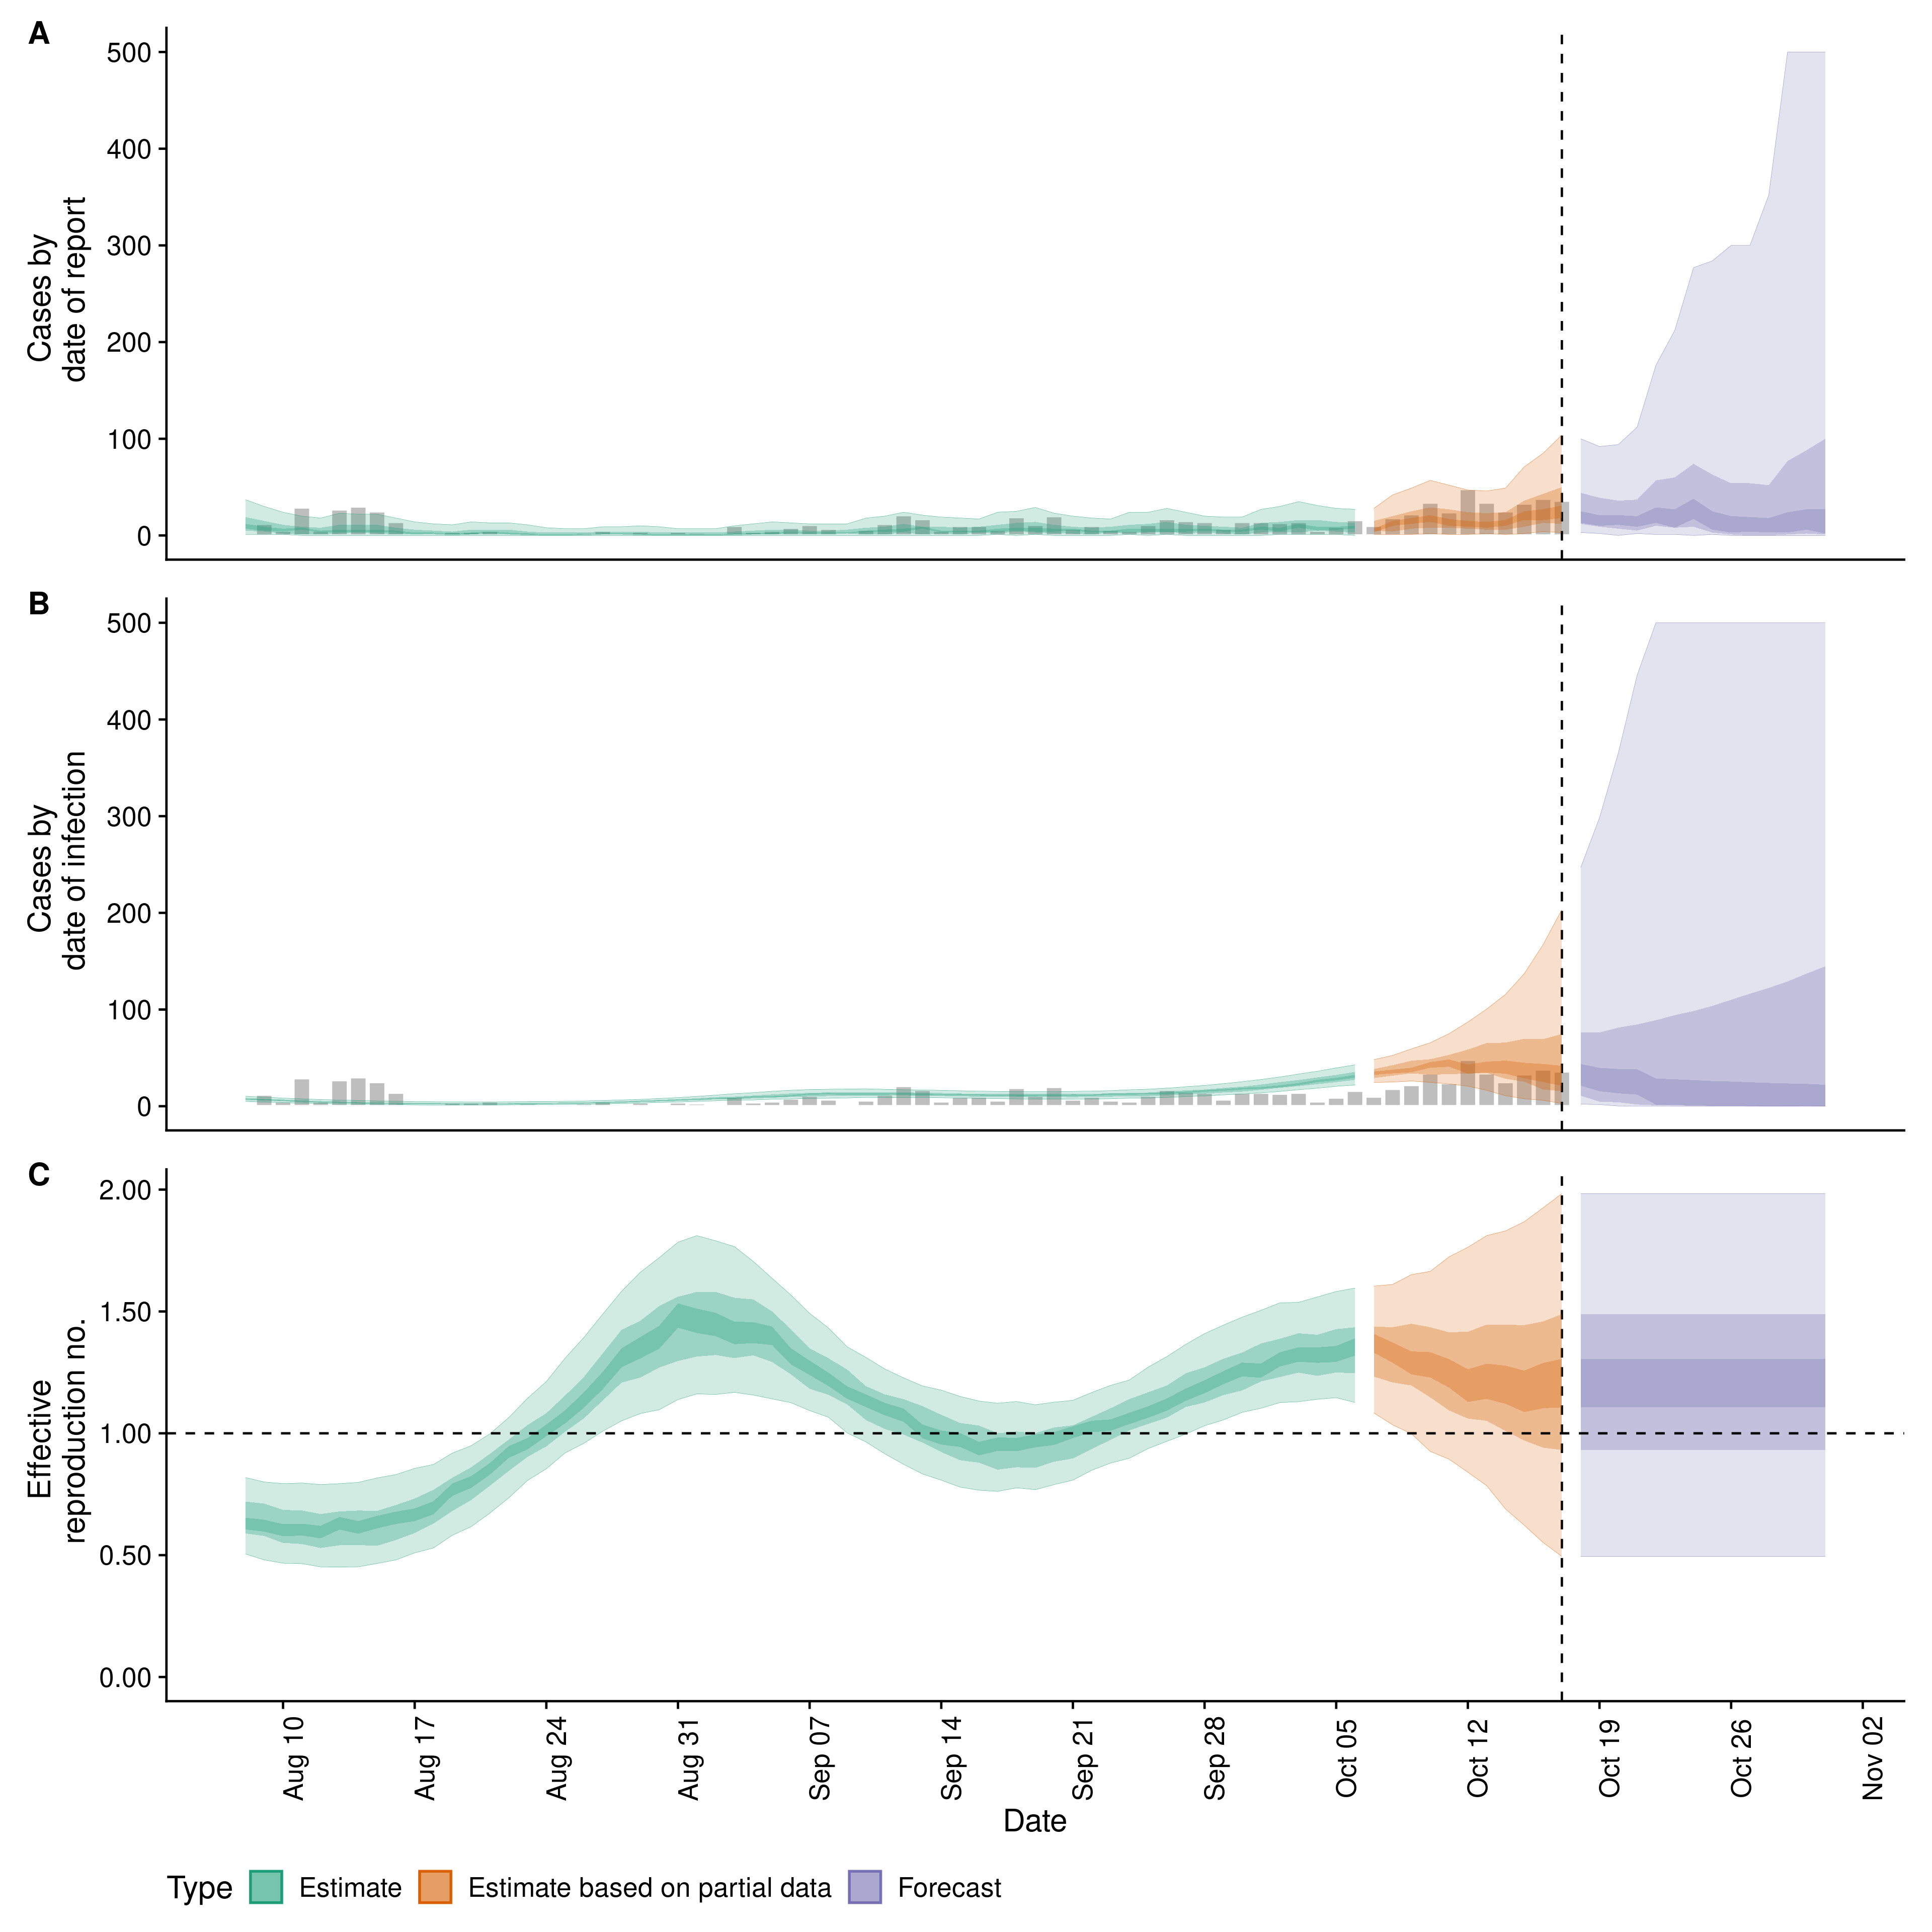 A
500
400
300
200
100
0
Cases by
date of report
B
500
400
300
200
100
0
Cases by
date of infection
C
2.00
1.50
1.00
0.50
0.00
Effective
reproduction no.
Aug 10
Aug 17
Aug 24
Aug 31
Sep 07
Sep 14
Sep 21
Sep 28
Oct 05
Oct 12
Oct 19
Oct 26
Nov 02
Date
Type Estimate Estimate based on partial data Forecast